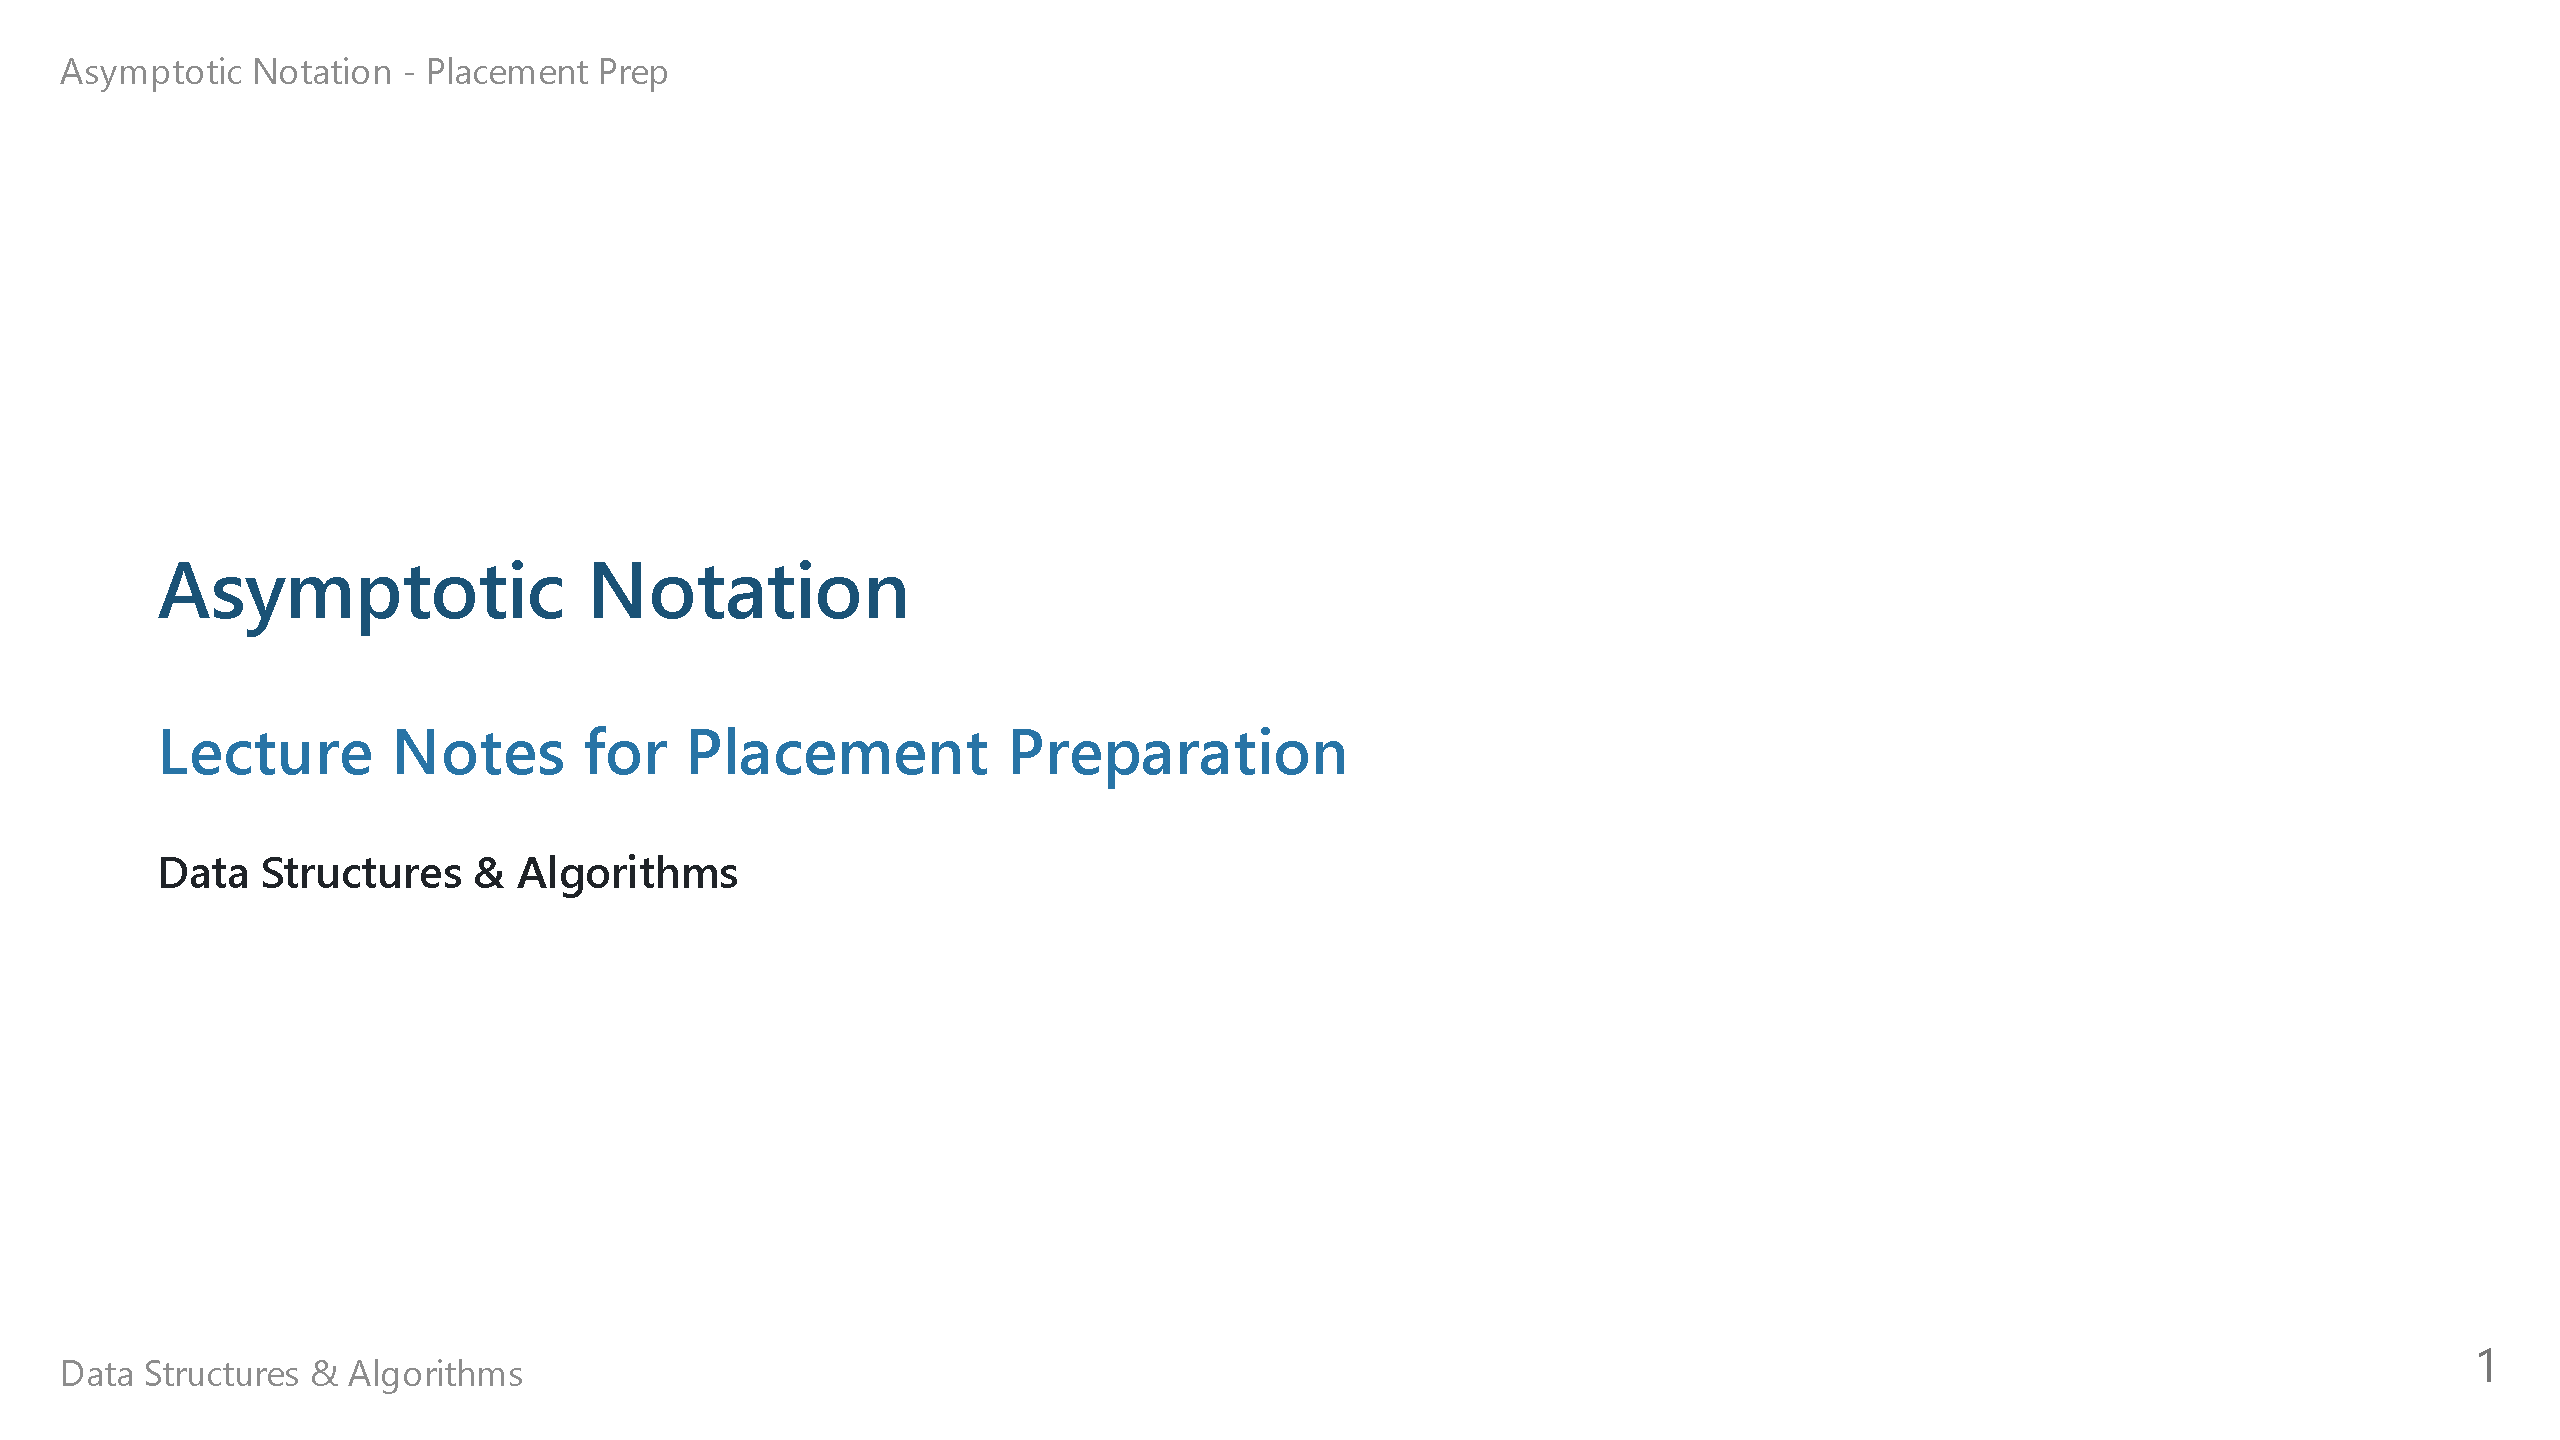 Asymptotic Notation - Placement Prep
Asymptotic Notation
Lecture Notes for Placement Preparation
Data Structures & Algorithms
Data Structures & Algorithms
1